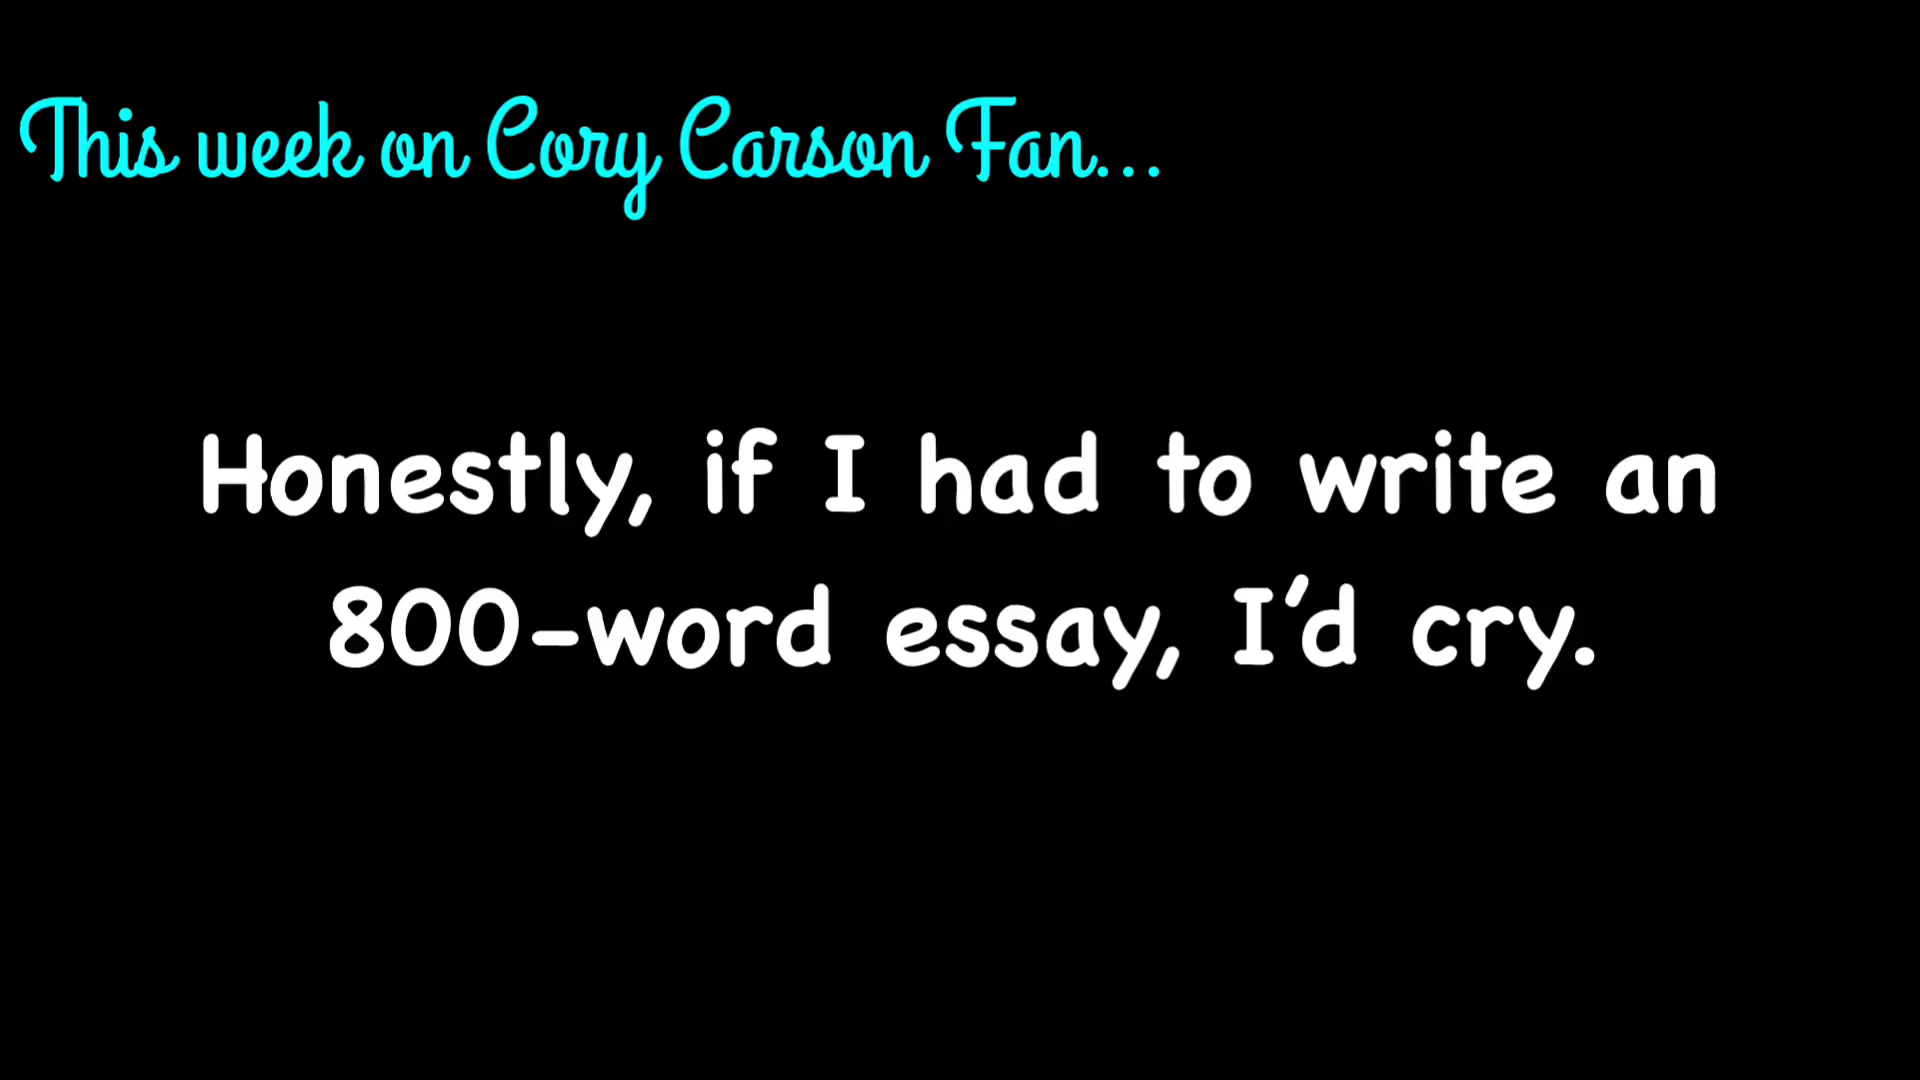 This week on Cory Carson Fan...
Honestly, if I had to write an
800-word essay, I'd cry.